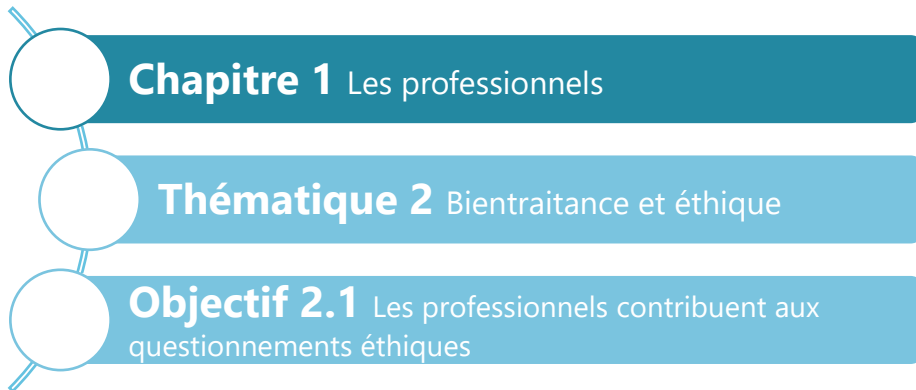 Chapitre 1 Les professionnels
Thématique 2 Bientraitance et éthique
Objectif 2.1 Les professionnels contribuent aux
questionnements éthiques